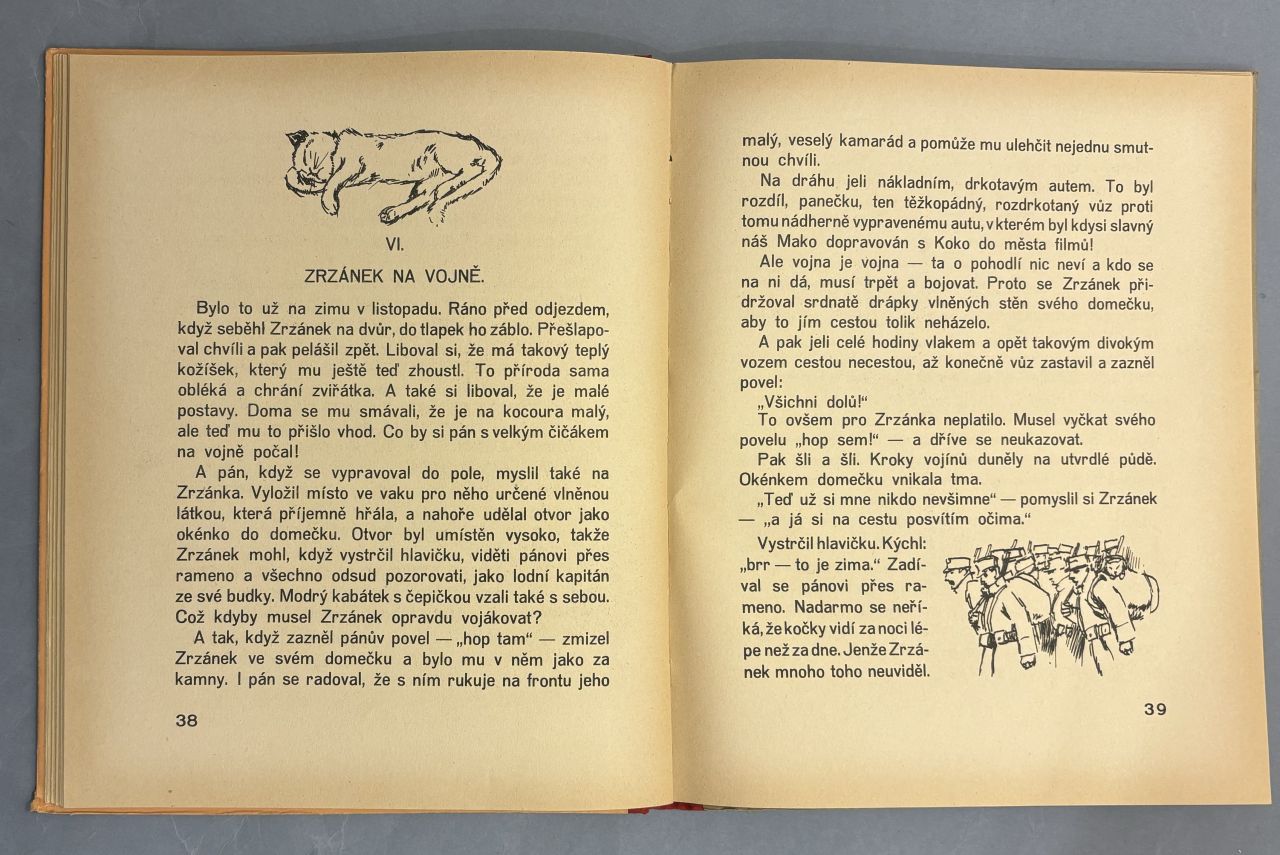 VI.
ZRZÁNEK NA VOJNĚ.
Bylo to už na zimu v listopadu. Ráno před odjezdem,
když seběhl Zrzánek na dvůr, do tlapek ho záblo. Přešlapo-
val chvíli a pak pelášil zpět. Liboval si, že má takový teplý
kožíšek, který mu ještě teď zhoustl. To příroda sama
obléká a chrání zviřátka. A také si liboval, že je malé
postavy. Doma se mu smávali, že je na kocoura malý,
ale teď mu to přišlo vhod. Co by si pán s velkým čičákem
na vojně počal!
A pán, když se vypravoval do pole, myslil také na
Zrzánka. Vyložil místo ve vaku pro něho určené vlněnou
látkou, která příjemně hřála, a nahoře udělal otvor jako
okénko do domečku. Otvor byl umístěn vysoko, takže
Zrzánek mohl, když vystrčil hlavičku, viděti pánovi přes
rameno a všechno odsud pozorovati, jako lodní kapitán
ze své budky. Modrý kabátek s čepičkou vzali také s sebou.
Což kdyby musel Zrzánek opravdu vojákovat?
A tak, když zazněl pánův povel — „hop tam“ — zmizel
Zrzánek ve svém domečku a bylo mu v něm jako za
kamny. I pán se radoval, že s ním rukuje na frontu jeho
38
malý, veselý kamarád a pomůže mu ulehčit nejednu smut-
nou chvíli.
Na dráhu jeli nákladním, drkotavým autem. To byl
rozdíl, panečku, ten těžkopádný, rozdrkotaný vůz proti
tomu nádherně vypravenému autu, v kterém byl kdysi slavný
náš Mako dopravován s Koko do města filmů!
Ale vojna je vojna — ta o pohodlí nic neví a kdo se
na ni dá, musí trpět a bojovat. Proto se Zrzánek při-
držoval srdnatě drápky vlněných stěn svého domečku,
aby to jím cestou tolik neházelo.
A pak jeli celé hodiny vlakem a opět takovým divokým
vozem cestou necestou, až konečně vůz zastavil a zazněl
povel:
„Všichni dolů!“
To ovšem pro Zrzánka neplatilo. Musel vyčkat svého
povelu „hop sem!“ — a dříve se neukazovat.
Pak šli a šli. Kroky vojínů duněly na utvrdlé půdě.
Okénkem domečku vnikala tma.
„Teď už si mne nikdo nevšimne“ — pomyslil si Zrzánek
— „a já si na cestu posvítím očima.“
Vystrčil hlavičku. Kýchl:
„brr — to je zima.“ Zadí-
val se pánovi přes ra-
meno. Nadarmo se neří-
ká, že kočky vidí za noci lé-
pe než za dne. Jenže Zrzá-
nek mnoho toho neuviděl.
39